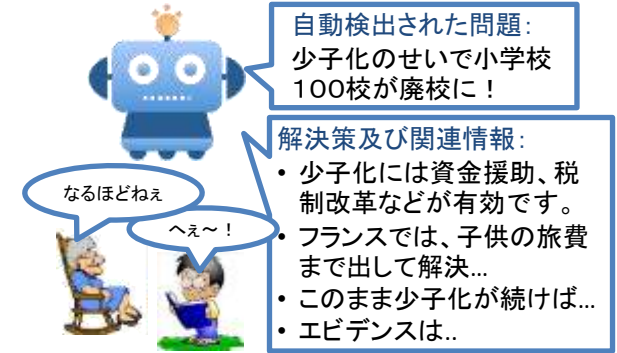 自動検出された問題:
少子化のせいで小学校
１００校が廃校に！
解決策及び関連情報:
• 少子化には資金援助、税
制改革などが有効です。
• フランスでは、子供の旅費
まで出して解決...
• このまま少子化が続けば...
• エビデンスは..
なるほどねぇ
へぇ～！